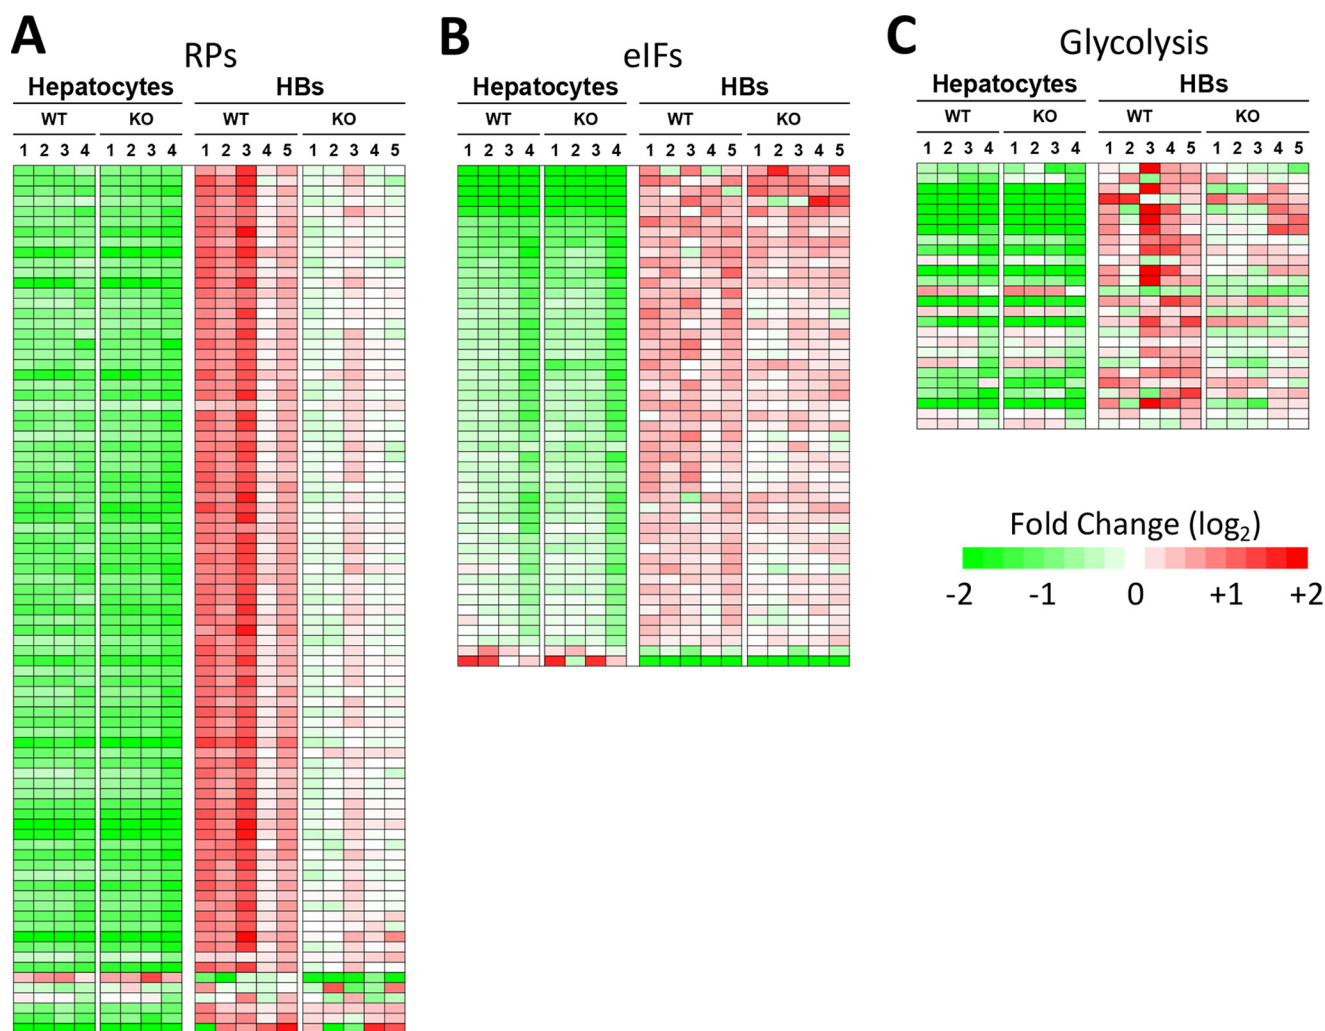 A
RPs
Hepatocytes HBs
WT KO WT KO
1 2 3 4 1 2 3 4 1 2 3 4 5 1 2 3 4 5
B
eIFs
Hepatocytes HBs
WT KO WT KO
1 2 3 4 1 2 3 4 1 2 3 4 5 1 2 3 4 5
C
Glycolysis
Hepatocytes HBs
WT KO WT KO
1 2 3 4 1 2 3 4 1 2 3 4 5 1 2 3 4 5
Fold Change (log₂)
-2 -1 0 +1 +2